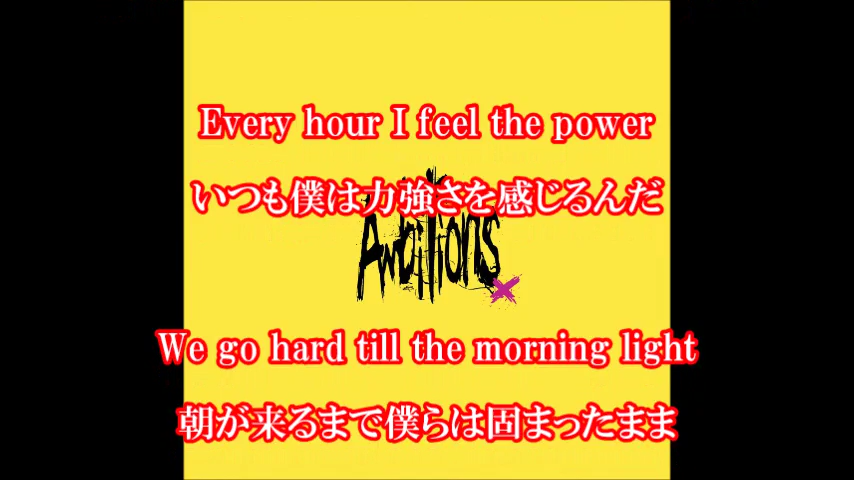 Every hour I feel the power
いつも僕は力強さを感じるんだ
Ambitions
We go hard till the morning light
朝が来るまで僕らは固まったまま